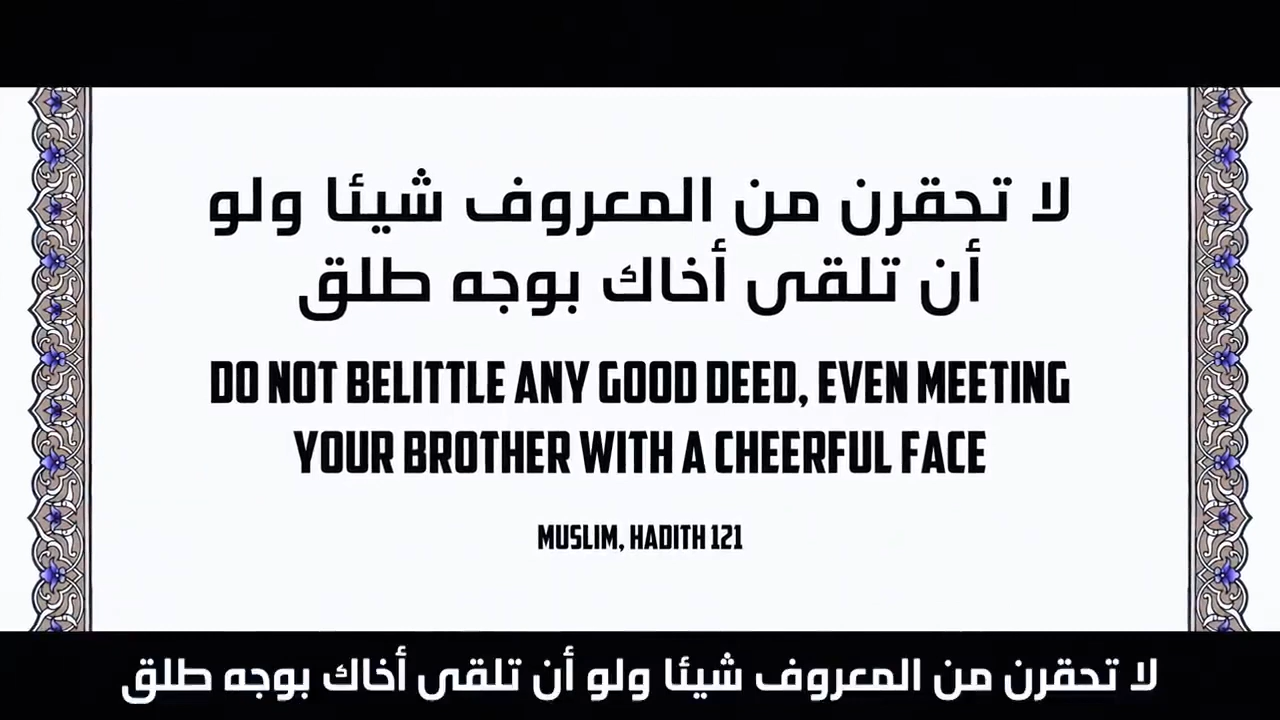 لا تحقرن من المعروف شيئا ولو
أن تلقى أخاك بوجه طلق
DO NOT BELITTLE ANY GOOD DEED, EVEN MEETING
YOUR BROTHER WITH A CHEERFUL FACE
MUSLIM, HADITH 121
لا تحقرن من المعروف شيئا ولو أن تلقى أخاك بوجه طلق